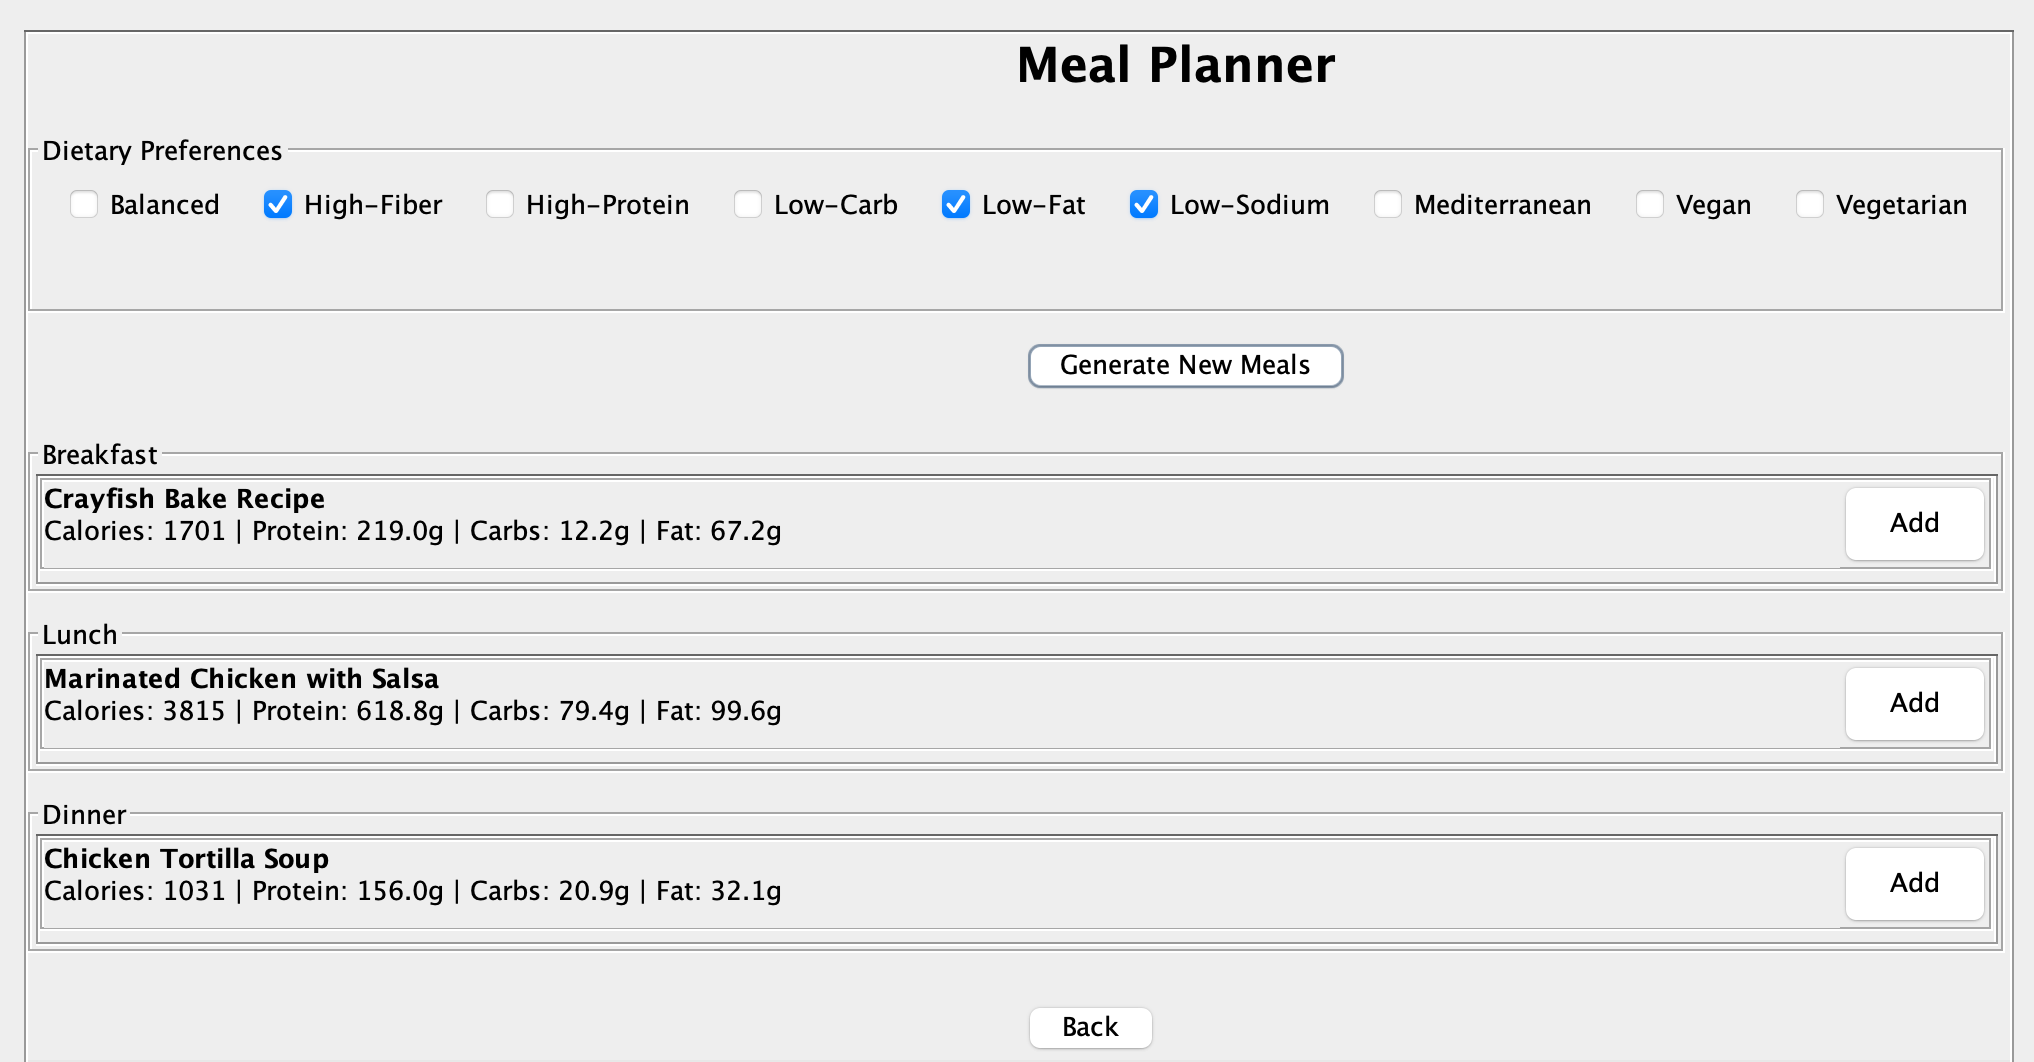 Meal Planner
Dietary Preferences
Balanced High-Fiber High-Protein Low-Carb Low-Fat Low-Sodium Mediterranean Vegan Vegetarian
Generate New Meals
Breakfast
Crayfish Bake Recipe
Calories: 1701 | Protein: 219.0g | Carbs: 12.2g | Fat: 67.2g
Add
Lunch
Marinated Chicken with Salsa
Calories: 3815 | Protein: 618.8g | Carbs: 79.4g | Fat: 99.6g
Add
Dinner
Chicken Tortilla Soup
Calories: 1031 | Protein: 156.0g | Carbs: 20.9g | Fat: 32.1g
Add
Back